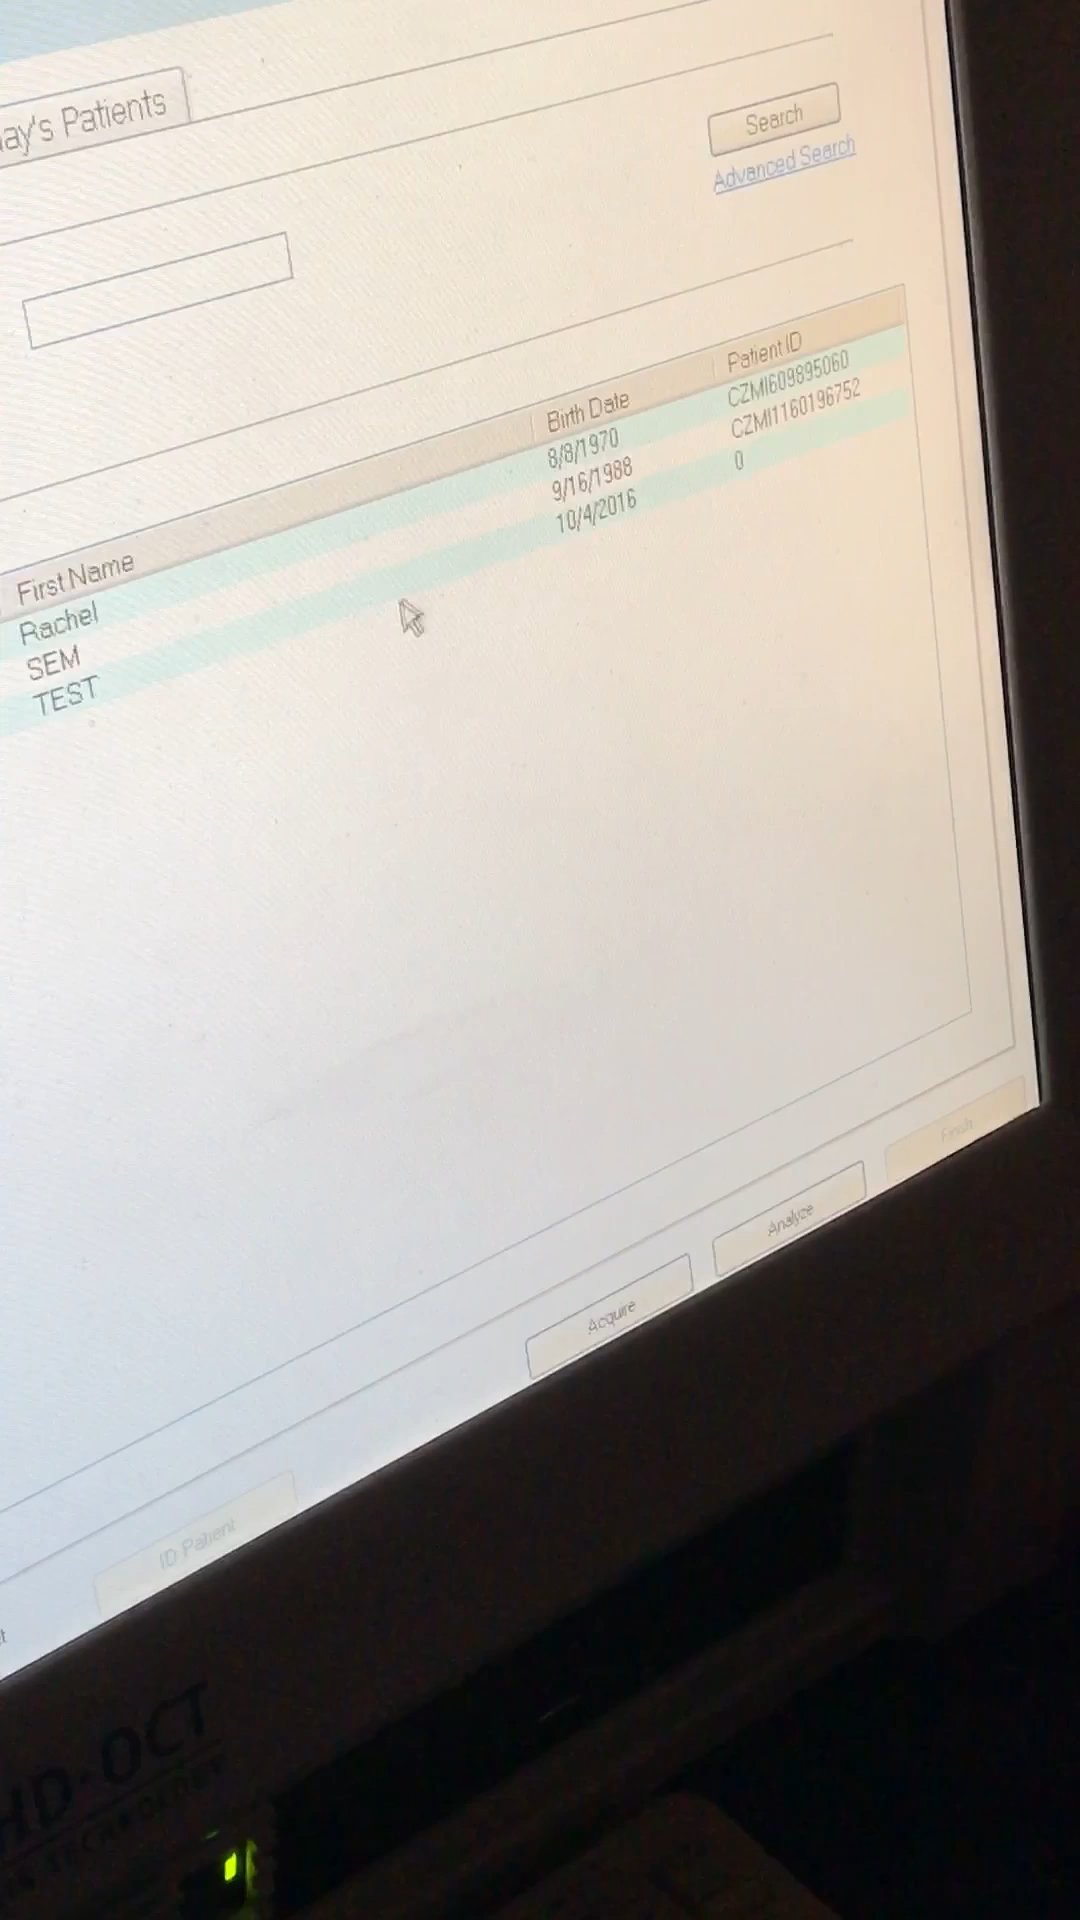 ay's Patients
Search
Advanced Search
First Name Birth Date Patient ID
Rachel 8/8/1970 CZMI609895060
SEM 9/16/1988 CZMI1160196752
TEST 10/4/2016 0
Finish
Analyze
Acquire
ID Patient
HD-OCT